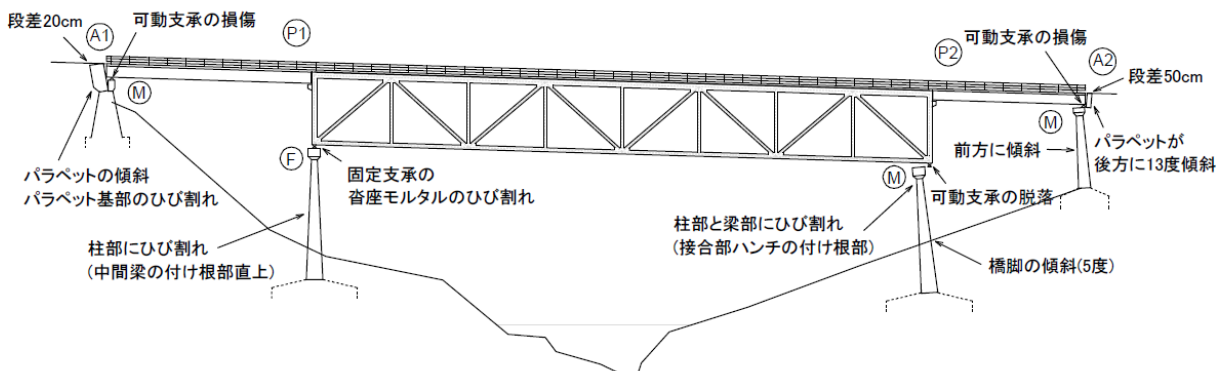 段差20cm
A1
可動支承の損傷
P1
P2
可動支承の損傷
A2
段差50cm
M
M
パラペットの傾斜
パラペット基部のひび割れ
F
固定支承の
沓座モルタルのひび割れ
M
前方に傾斜
パラペットが
後方に13度傾斜
可動支承の脱落
柱部にひび割れ
(中間梁の付け根部直上)
柱部と梁部にひび割れ
(接合部ハンチの付け根部)
橋脚の傾斜(5度)